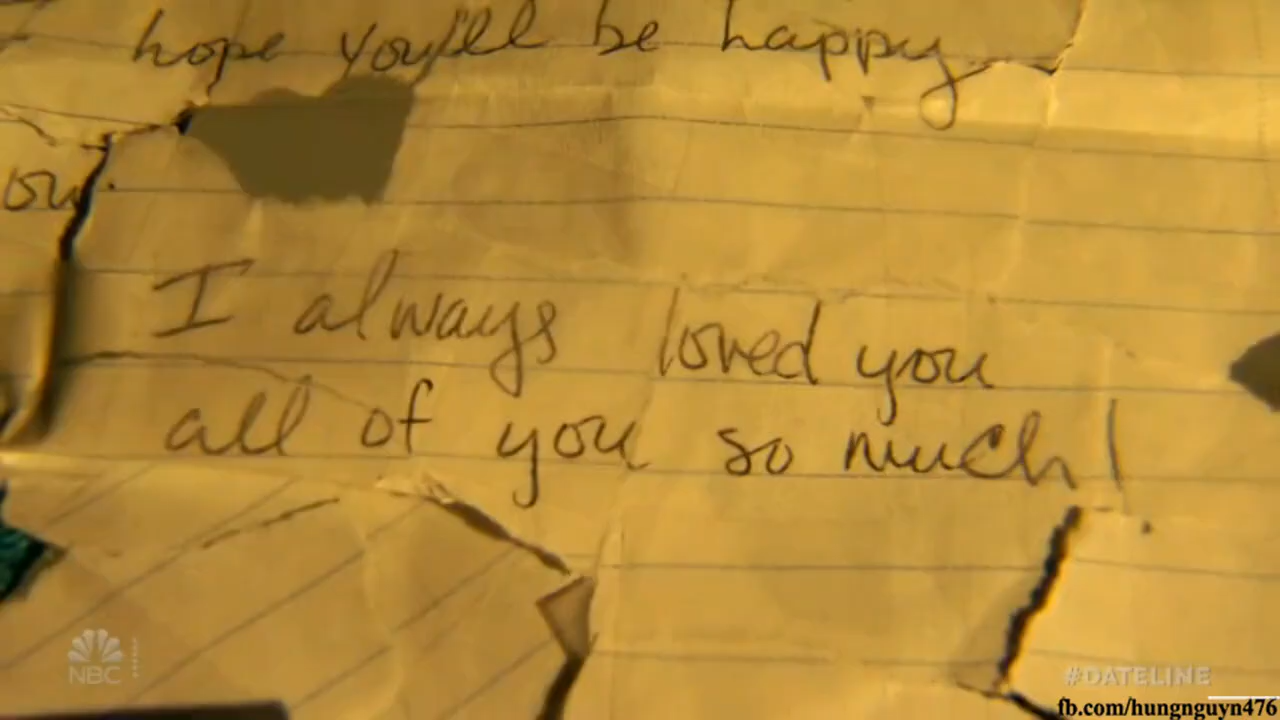 hope you'll be happy
ou.
I always loved you
all of you so much!
NBC
#DATELINE
fb.com/hungnguyn476